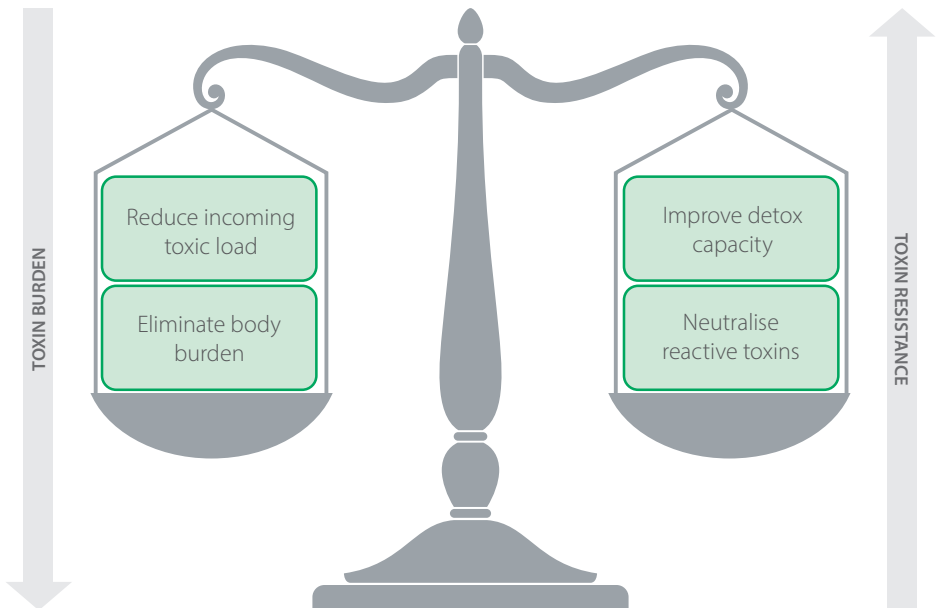 TOXIN BURDEN
Reduce incoming
toxic load
Eliminate body
burden
Improve detox
capacity
Neutralise
reactive toxins
TOXIN RESISTANCE